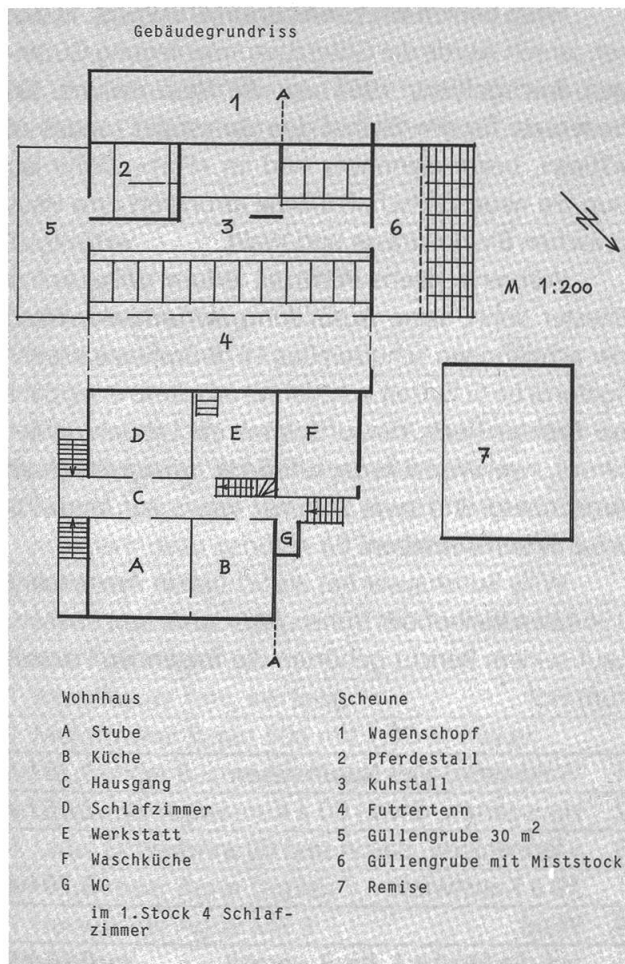 Gebäudegrundriss
1
A
2
5
3
6
M 1:200
4
D
E
F
7
C
G
A
B
A
Wohnhaus
A Stube
B Küche
C Hausgang
D Schlafzimmer
E Werkstatt
F Waschküche
G WC
im 1.Stock 4 Schlaf-
zimmer
Scheune
1 Wagenschopf
2 Pferdestall
3 Kuhstall
4 Futtertenn
5 Güllengrube 30 m²
6 Güllengrube mit Miststock
7 Remise